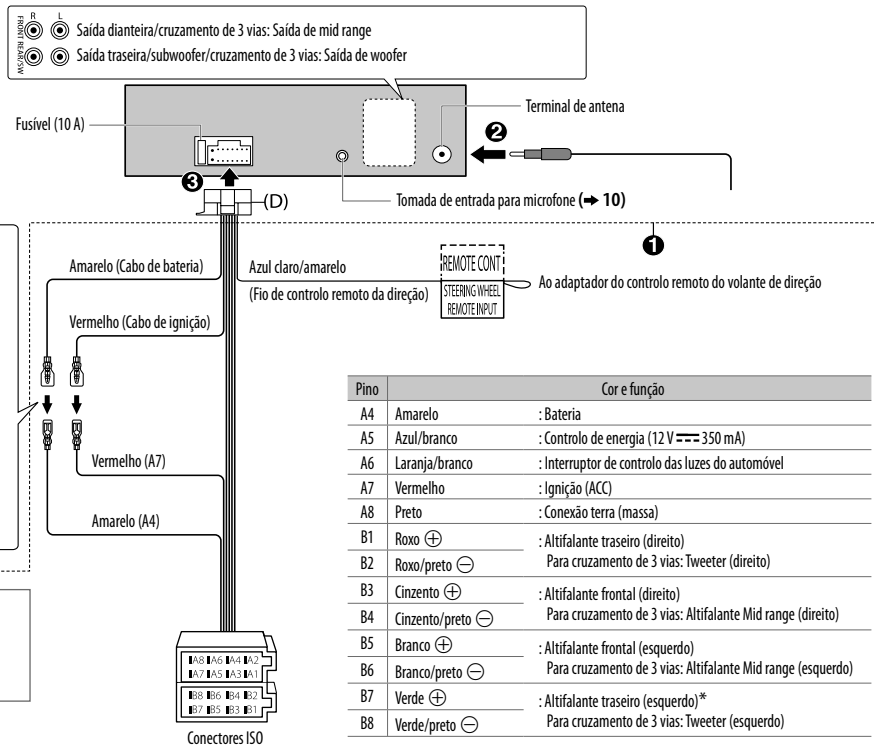 R L
FRONT
REAR/SW
Saída dianteira/cruzamento de 3 vias: Saída de mid range
Saída traseira/subwoofer/cruzamento de 3 vias: Saída de woofer
Fusível (10 A)
Terminal de antena
2
3
(D)
Tomada de entrada para microfone (➜ 10)
1
Amarelo (Cabo de bateria)
Azul claro/amarelo
(Fio de controlo remoto da direção)
REMOTE CONT
STEERING WHEEL
REMOTE INPUT
Ao adaptador do controlo remoto do volante de direção
Vermelho (Cabo de ignição)
Vermelho (A7)
Amarelo (A4)
A8 A6 A4 A2
A7 A5 A3 A1
B8 B6 B4 B2
B7 B5 B3 B1
Conectores ISO
Pino Cor e função
A4 Amarelo : Bateria
A5 Azul/branco : Controlo de energia (12 V ⎓ 350 mA)
A6 Laranja/branco : Interruptor de controlo das luzes do automóvel
A7 Vermelho : Ignição (ACC)
A8 Preto : Conexão terra (massa)
B1 Roxo ⊕ : Altifalante traseiro (direito)
B2 Roxo/preto ⊖ Para cruzamento de 3 vias: Tweeter (direito)
B3 Cinzento ⊕ : Altifalante frontal (direito)
B4 Cinzento/preto ⊖ Para cruzamento de 3 vias: Altifalante Mid range (direito)
B5 Branco ⊕ : Altifalante frontal (esquerdo)
B6 Branco/preto ⊖ Para cruzamento de 3 vias: Altifalante Mid range (esquerdo)
B7 Verde ⊕ : Altifalante traseiro (esquerdo)*
B8 Verde/preto ⊖ Para cruzamento de 3 vias: Tweeter (esquerdo)